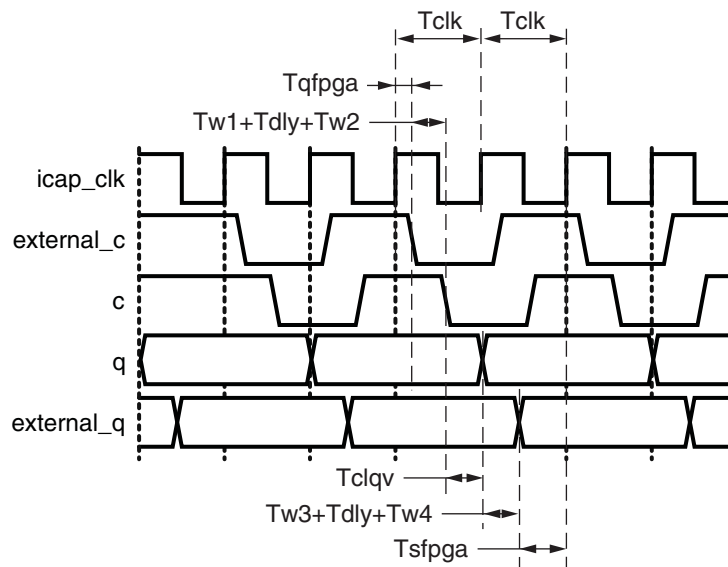 Tclk Tclk
Tqfpga
Tw1+Tdly+Tw2
icap_clk
external_c
c
q
external_q
Tclqv
Tw3+Tdly+Tw4
Tsfpga